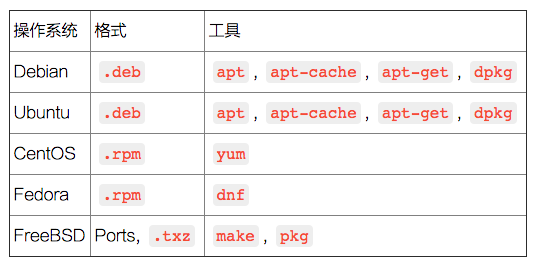 操作系统 格式 工具
Debian .deb apt , apt-cache , apt-get , dpkg
Ubuntu .deb apt , apt-cache , apt-get , dpkg
CentOS .rpm yum
Fedora .rpm dnf
FreeBSD Ports, .txz make , pkg